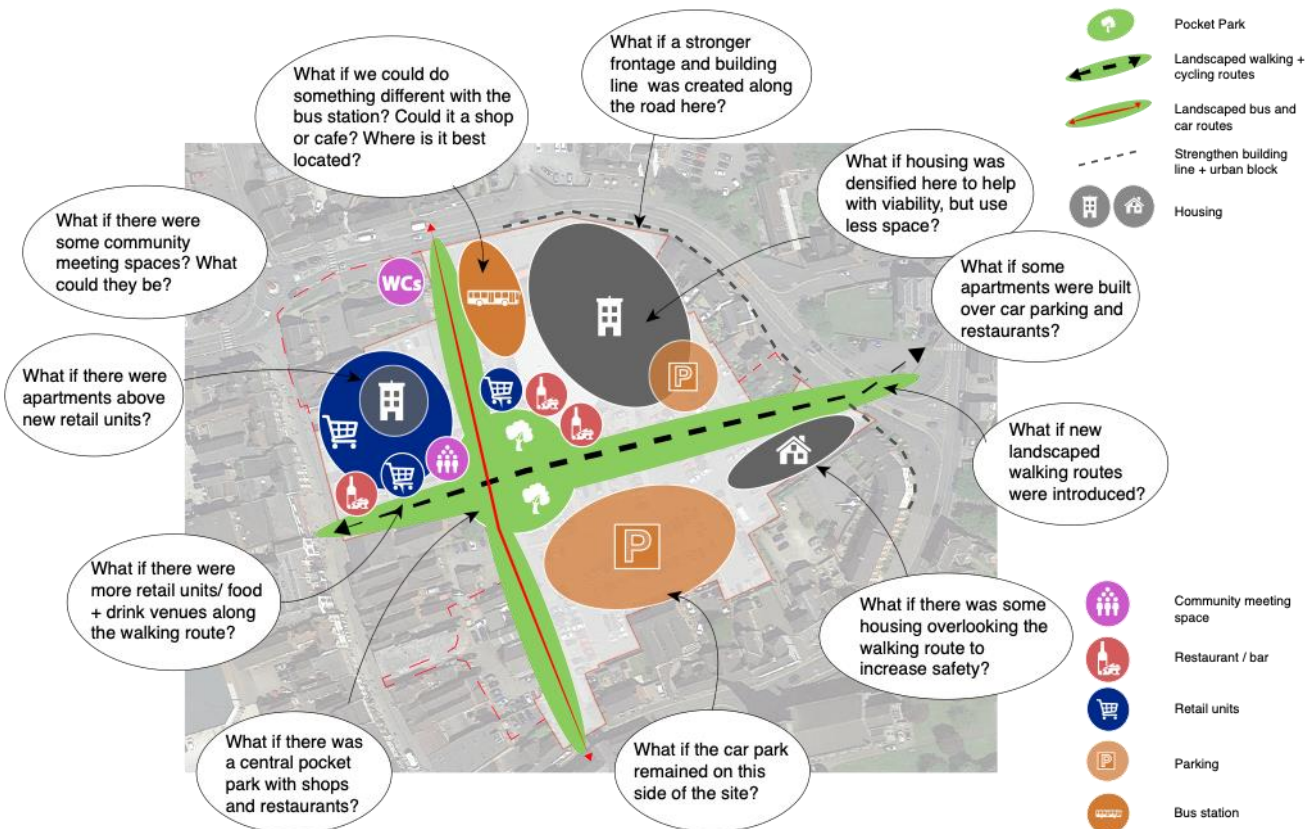 What if we could do
something different with the
bus station? Could it a shop
or cafe? Where is it best
located?
What if a stronger
frontage and building
line was created along
the road here?
What if housing was
densified here to help
with viability, but use
less space?
What if some
apartments were built
over car parking and
restaurants?
What if there were
some community
meeting spaces? What
could they be?
What if there were
apartments above
new retail units?
What if new
landscaped
walking routes
were introduced?
What if there were
more retail units/ food
+ drink venues along
the walking route?
What if there was some
housing overlooking the
walking route to
increase safety?
What if there was
a central pocket
park with shops
and restaurants?
What if the car park
remained on this
side of the site?
WCs
P
P
Pocket Park
Landscaped walking +
cycling routes
Landscaped bus and
car routes
Strengthen building
line + urban block
Housing
Community meeting
space
Restaurant / bar
Retail units
P
Parking
Bus station